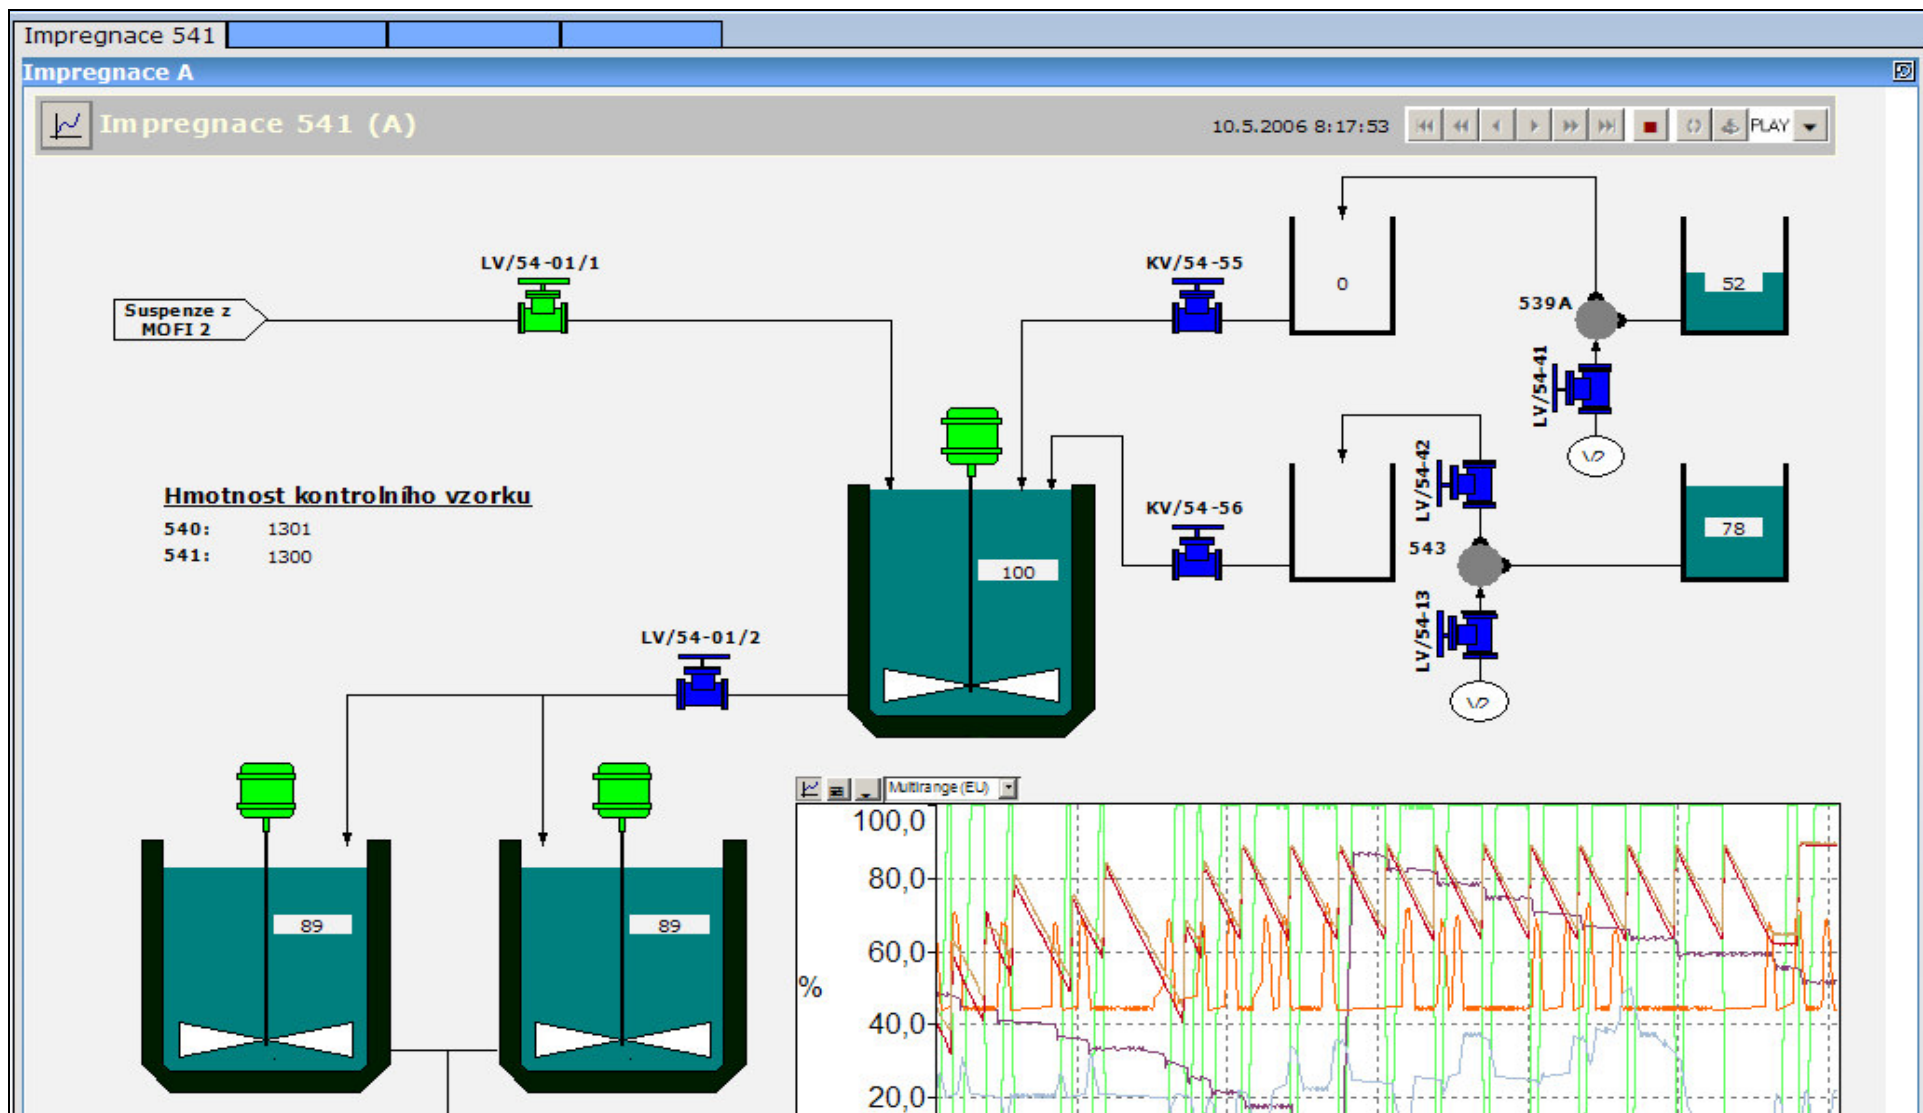 Impregnace 541
Impregnace A
Impregnace 541 (A)
10.5.2006 8:17:53
PLAY
LV/54-01/1
KV/54-55
0
52
Suspenze z
MOFI 2
539A
LV/54-41
V2
LV/54-42
Hmotnost kontrolního vzorku
540: 1301
541: 1300
KV/54-56
78
543
100
LV/54-13
LV/54-01/2
V2
Multirange (EU)
100,0
80,0
89
89
60,0
%
40,0
20,0